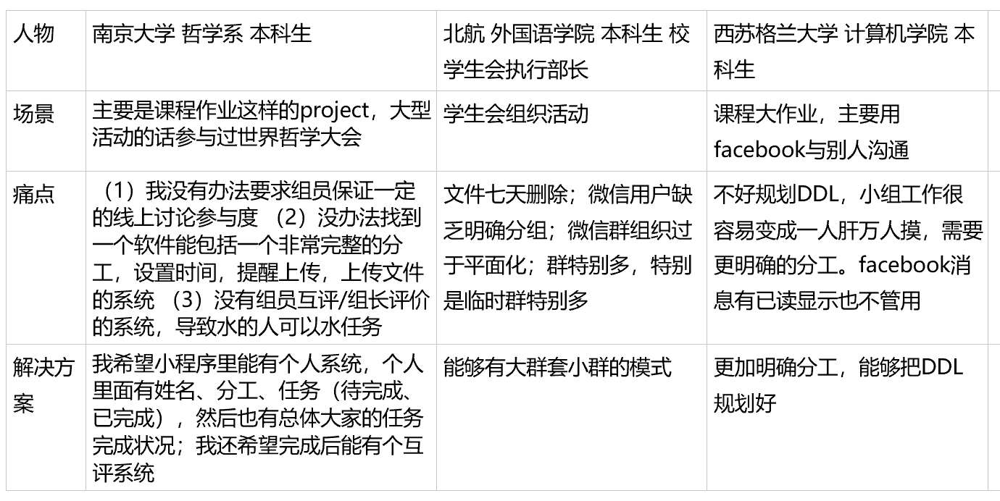 人物
南京大学 哲学系 本科生
北航 外国语学院 本科生 校
学生会执行部长
西苏格兰大学 计算机学院 本
科生
场景
主要是课程作业这样的project，大型
活动的话参与过世界哲学大会
学生会组织活动
课程大作业，主要用
facebook与别人沟通
痛点
（1）我没有办法要求组员保证一定
的线上讨论参与度 （2）没办法找到
一个软件能包括一个非常完整的分
工，设置时间，提醒上传，上传文件
的系统 （3）没有组员互评/组长评价
的系统，导致水的人可以水任务
文件七天删除；微信用户缺
乏明确分组；微信群组织过
于平面化；群特别多，特别
是临时群特别多
不好规划DDL，小组工作很
容易变成一人肝万人摸，需要
更明确的分工。facebook消
息有已读显示也不管用
解决方
案
我希望小程序里能有个人系统，个人
里面有姓名、分工、任务（待完成、
已完成），然后也有总体大家的任务
完成状况；我还希望完成后能有个互
评系统
能够有大群套小群的模式
更加明确分工，能够把DDL
规划好